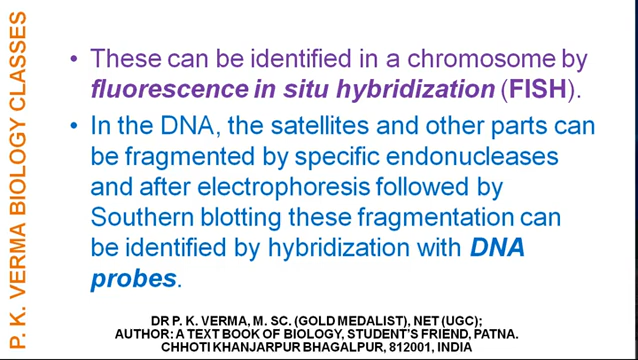 P. K. VERMA BIOLOGY CLASSES
• These can be identified in a chromosome by
fluorescence in situ hybridization (FISH).
• In the DNA, the satellites and other parts can
be fragmented by specific endonucleases
and after electrophoresis followed by
Southern blotting these fragmentation can
be identified by hybridization with DNA
probes.
DR P. K. VERMA, M. SC. (GOLD MEDALIST), NET (UGC);
AUTHOR: A TEXT BOOK OF BIOLOGY, STUDENT'S FRIEND, PATNA.
CHHOTI KHANJARPUR BHAGALPUR, 812001, INDIA